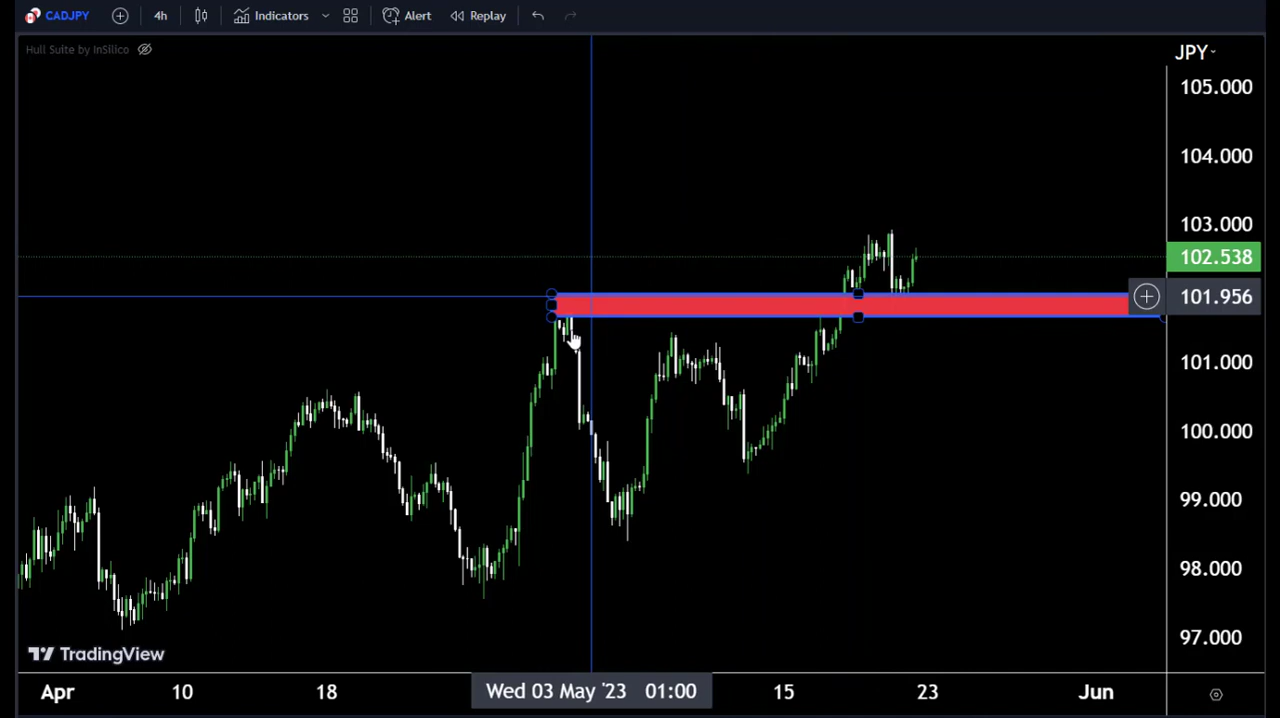 CADJPY 4h Indicators Alert Replay
Hull Suite by InSilico
JPY
105.000
104.000
103.000
102.538
101.956
101.000
100.000
99.000
98.000
97.000
TradingView
Apr 10 18 Wed 03 May '23 01:00 15 23 Jun